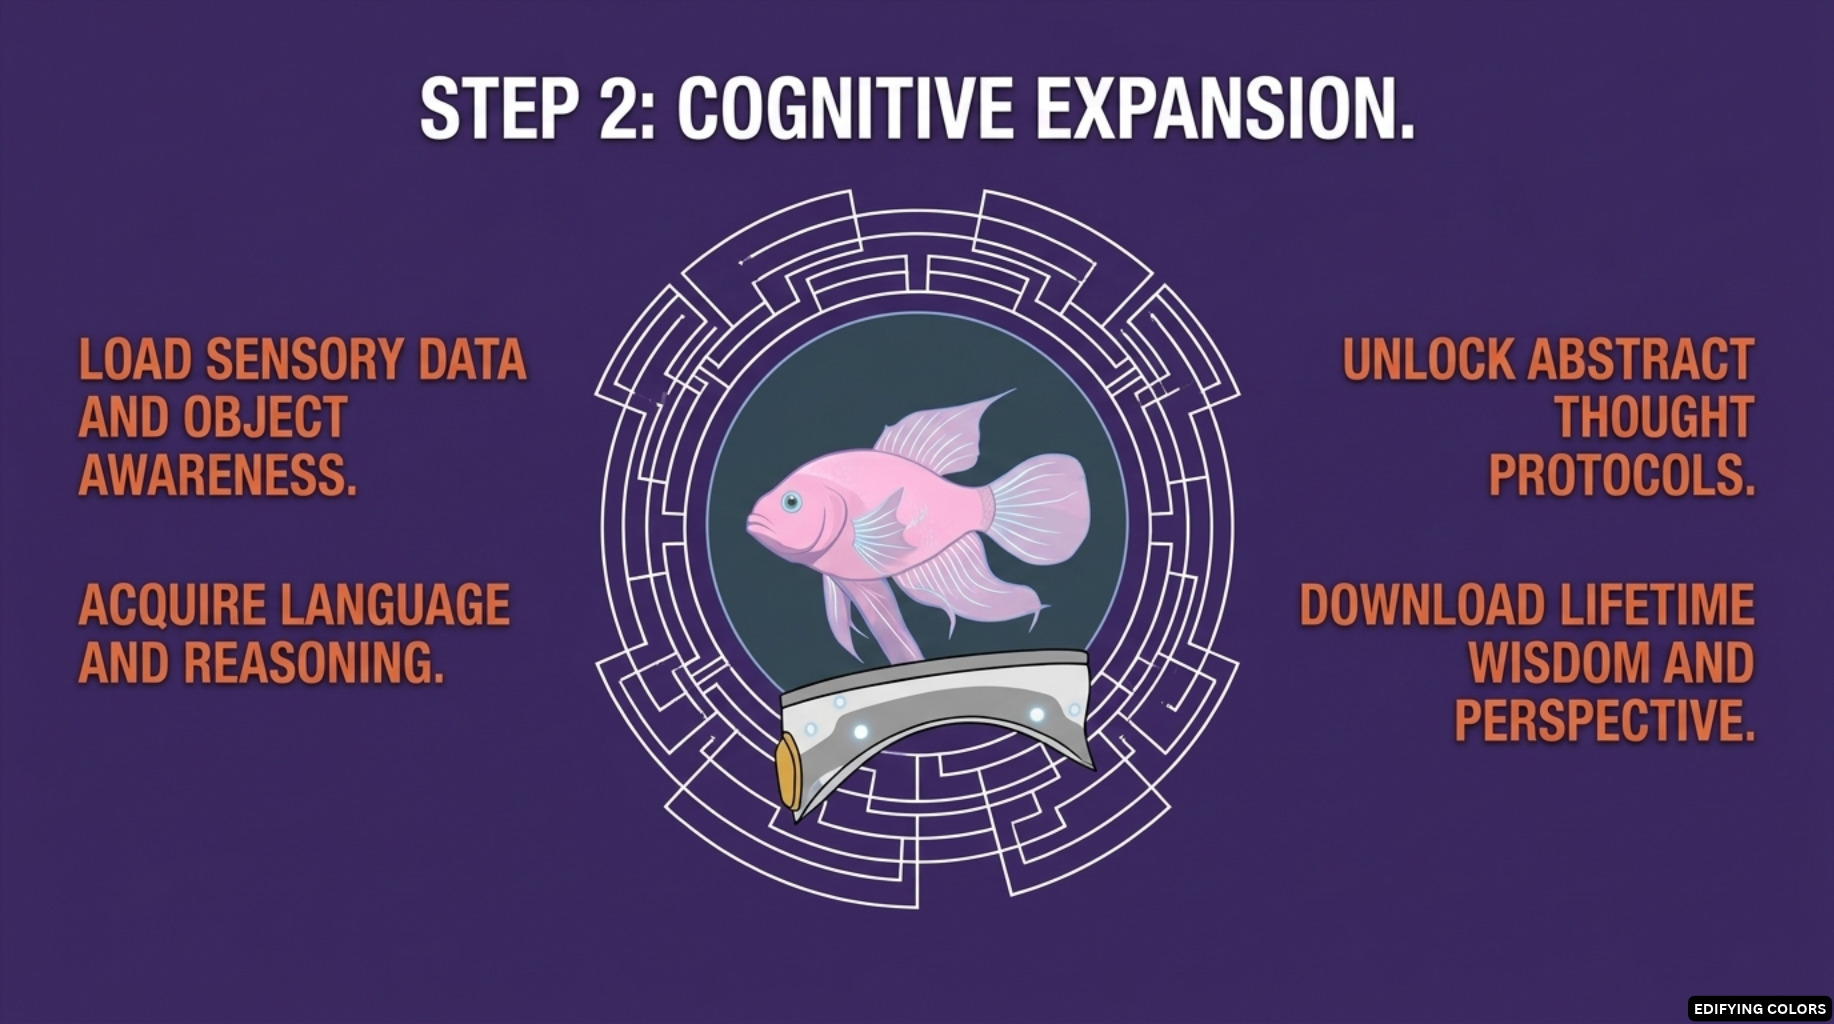 STEP 2: COGNITIVE EXPANSION.
LOAD SENSORY DATA
AND OBJECT
AWARENESS.
ACQUIRE LANGUAGE
AND REASONING.
UNLOCK ABSTRACT
THOUGHT
PROTOCOLS.
DOWNLOAD LIFETIME
WISDOM AND
PERSPECTIVE.
EDIFYING COLORS